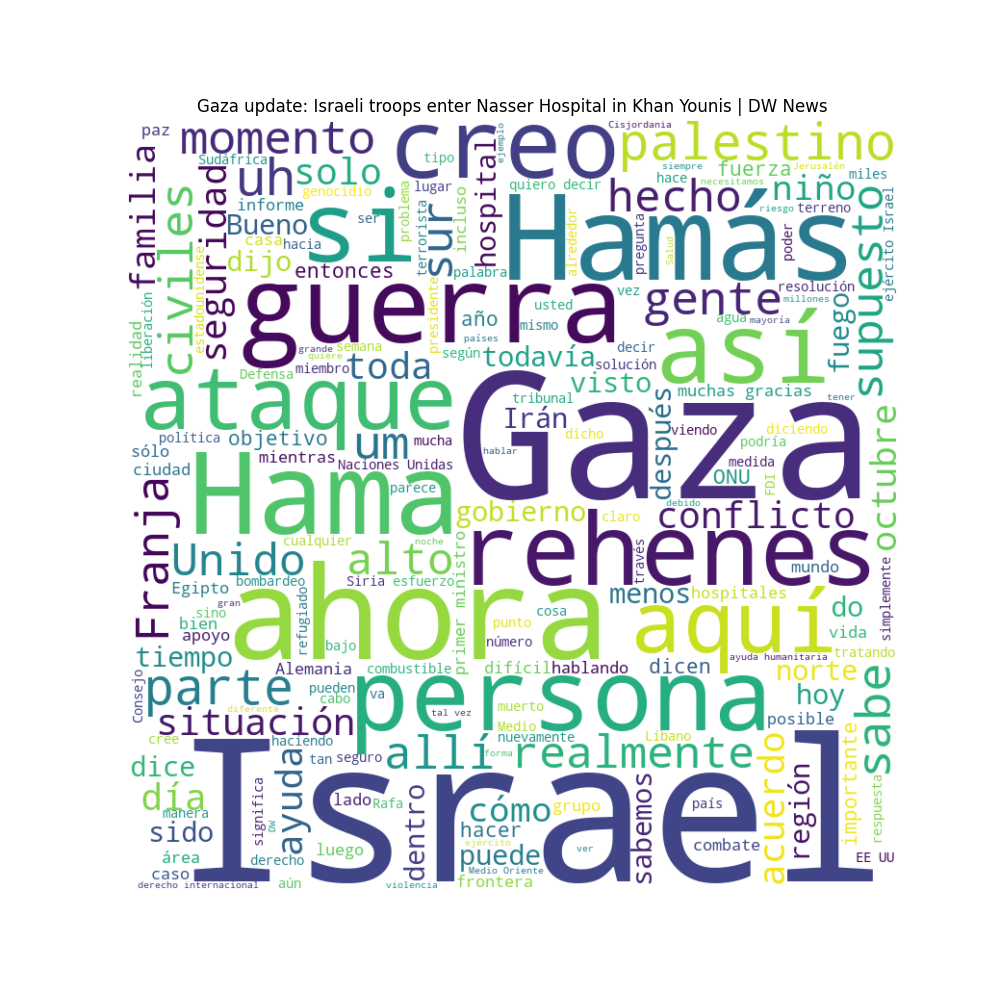 Gaza update: Israeli troops enter Nasser Hospital in Khan Younis | DW News
paz
momento
creo
Cisjordania
ejemplo
palestino
Sudáfrica
uh
solo
tipo
hospital
siempre
Jerusalén
familia
genocidio
lugar
quiero decir
hace
necesitamos
fuerza
niño
miles
informe
si
problema
sur
incluso
Hamás
hecho
riesgo
terreno
civiles
seguridad
Bueno
ser
casa
hacia
terrorista
alrededor
pregunta
Salud
poder
supuesto
ejército Israel
estadounidense
dijo
entonces
palabra
resolución
guerra
presidente
usted
vez
gente
millones
realidad
liberación
año
mismo
agua
mayoría
fuego
semana
países
decir
así
grande
quiere
toda
según
todavía
solución
Defensa
miembro
visto
muchas gracias
tener
ataque
tribunal
Gaza
Irán
después
viendo
diciendo
octubre
política
objetivo
um
mucha
dicho
podría
sólo
mientras
hablar
ciudad
Naciones Unidas
ONU
medida
FDI
Franja
Hama
parece
debido
gobierno
claro
conflicto
cualquier
noche
rehenes
través
Unido
alto
primer ministro
mundo
simplemente
bombardeo
Egipto
Siria
esfuerzo
menos
hospitales
gran
ahora
refugiado
cosa
aquí
do
sino
bien
punto
vida
apoyo
bajo
número
tiempo
ayuda humanitaria
tratando
Alemania
combustible
difícil
hablando
dicen
norte
Consejo
parte
pueden
va
persona
sabe
hoy
cabo
muerto
diferente
tal vez
situación
Medio
posible
cree
haciendo
nuevamente
Líbano
importante
dice
tan
seguro
allí
forma
realmente
acuerdo
día
ayuda
Israel
lado
Rafa
cómo
grupo
sabemos
país
región
respuesta
manera
significa
DW
dentro
sido
hacer
ejército
combate
área
luego
puede
ver
EE UU
derecho
caso
aún
Medio Oriente
derecho internacional
violencia
frontera